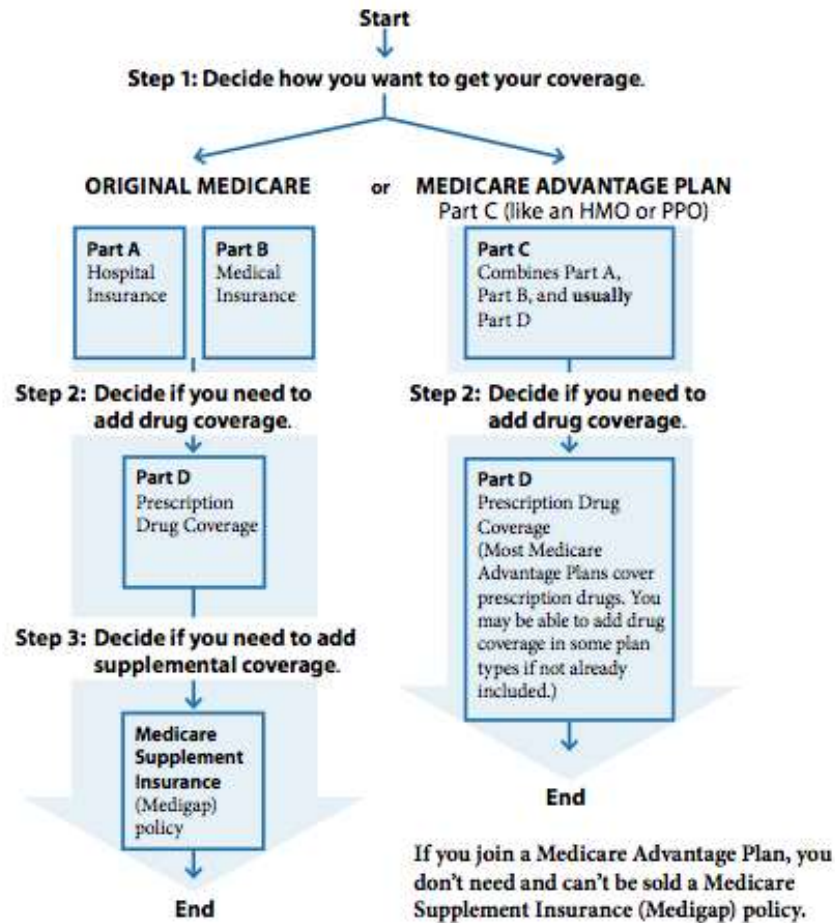 Start
Step 1: Decide how you want to get your coverage.
ORIGINAL MEDICARE
or
MEDICARE ADVANTAGE PLAN
Part C (like an HMO or PPO)
Part A
Hospital
Insurance
Part B
Medical
Insurance
Part C
Combines Part A,
Part B, and usually
Part D
Step 2: Decide if you need to
add drug coverage.
Part D
Prescription
Drug Coverage
Step 3: Decide if you need to add
supplemental coverage.
Medicare
Supplement
Insurance
(Medigap)
policy
End
Step 2: Decide if you need to
add drug coverage.
Part D
Prescription Drug
Coverage
(Most Medicare
Advantage Plans cover
prescription drugs. You
may be able to add drug
coverage in some plan
types if not already
included.)
End
If you join a Medicare Advantage Plan, you
don't need and can't be sold a Medicare
Supplement Insurance (Medigap) policy.